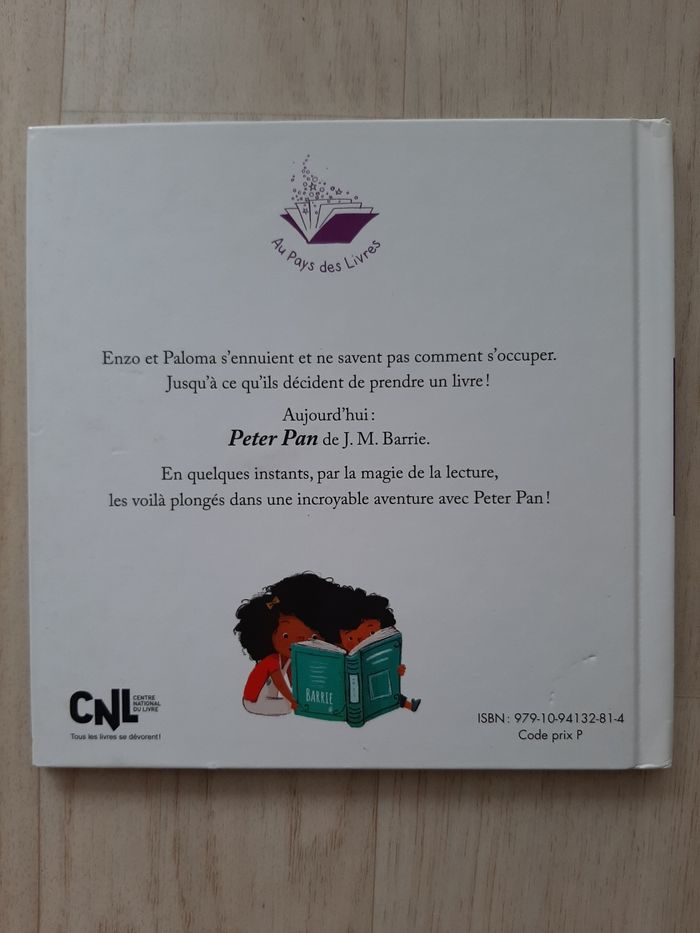 Au Pays des Livres
Enzo et Paloma s'ennuient et ne savent pas comment s'occuper.
Jusqu'à ce qu'ils décident de prendre un livre !
Aujourd'hui :
Peter Pan de J. M. Barrie.
En quelques instants, par la magie de la lecture,
les voilà plongés dans une incroyable aventure avec Peter Pan !
BARRIE
CNL
CENTRE
NATIONAL
DU LIVRE
Tous les livres se dévorent !
ISBN : 979-10-94132-81-4
Code prix P